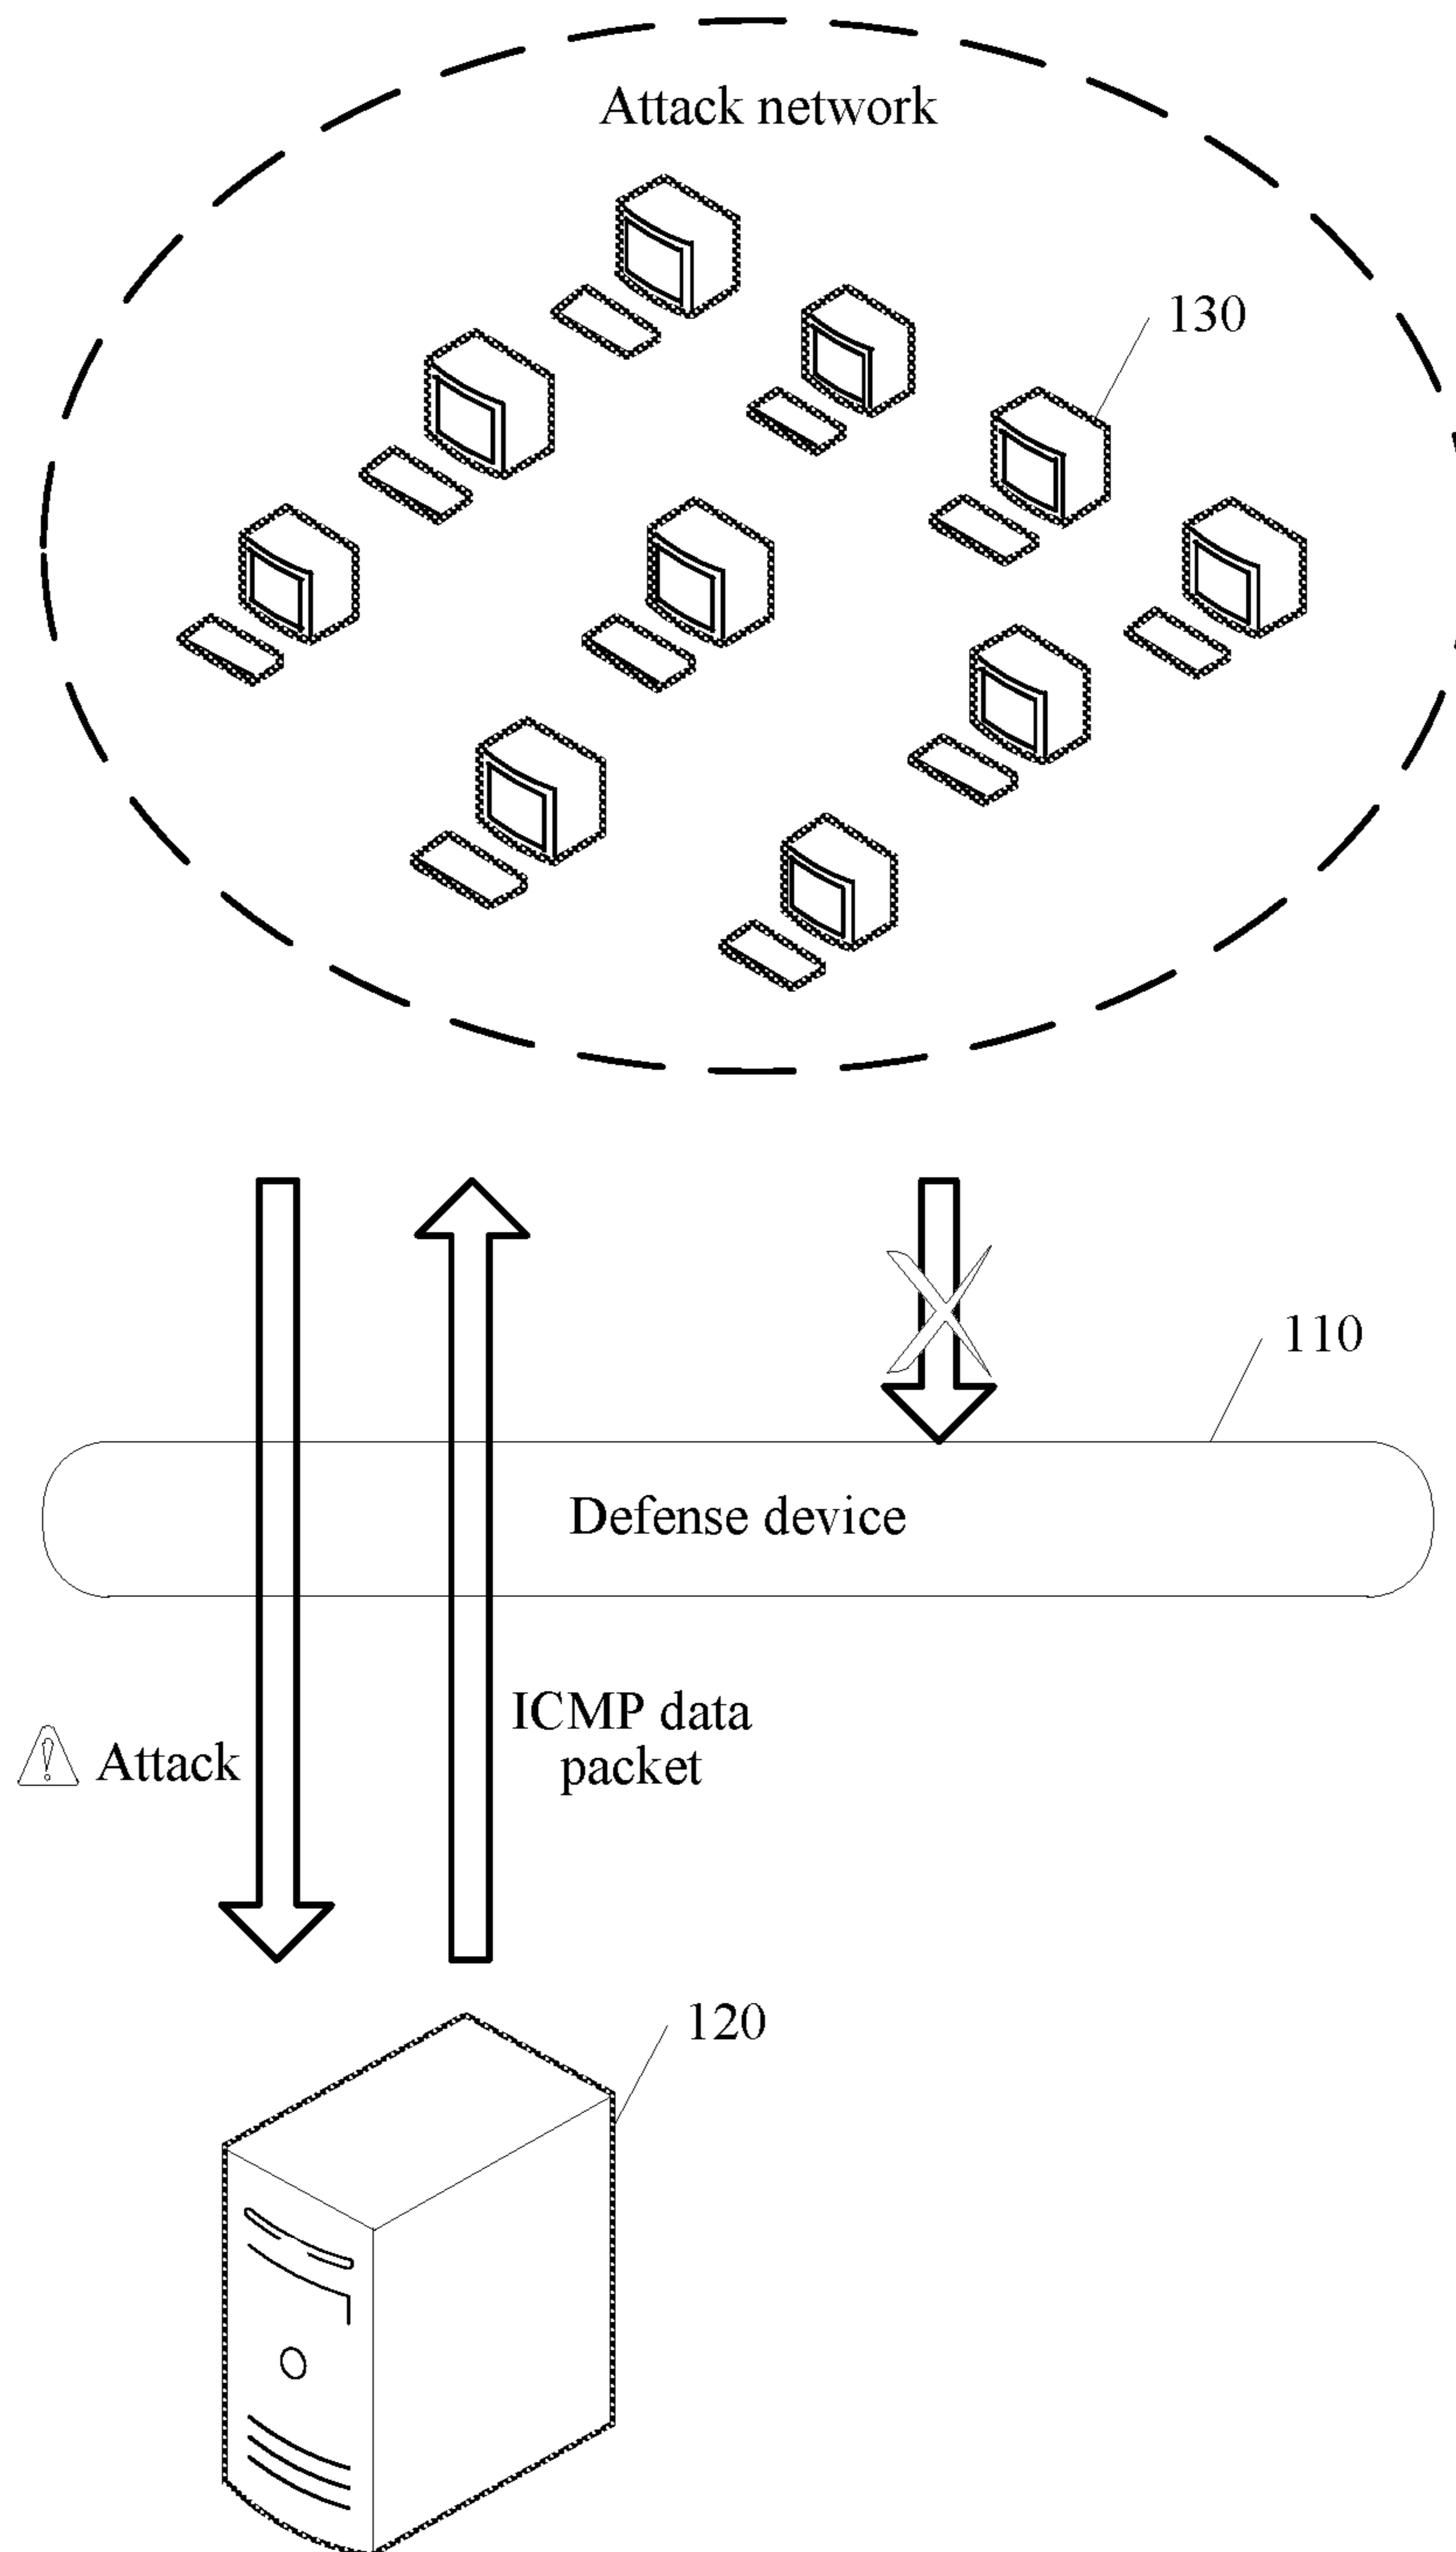 Attack network
130
110
Defense device
ICMP data
packet
Attack
120